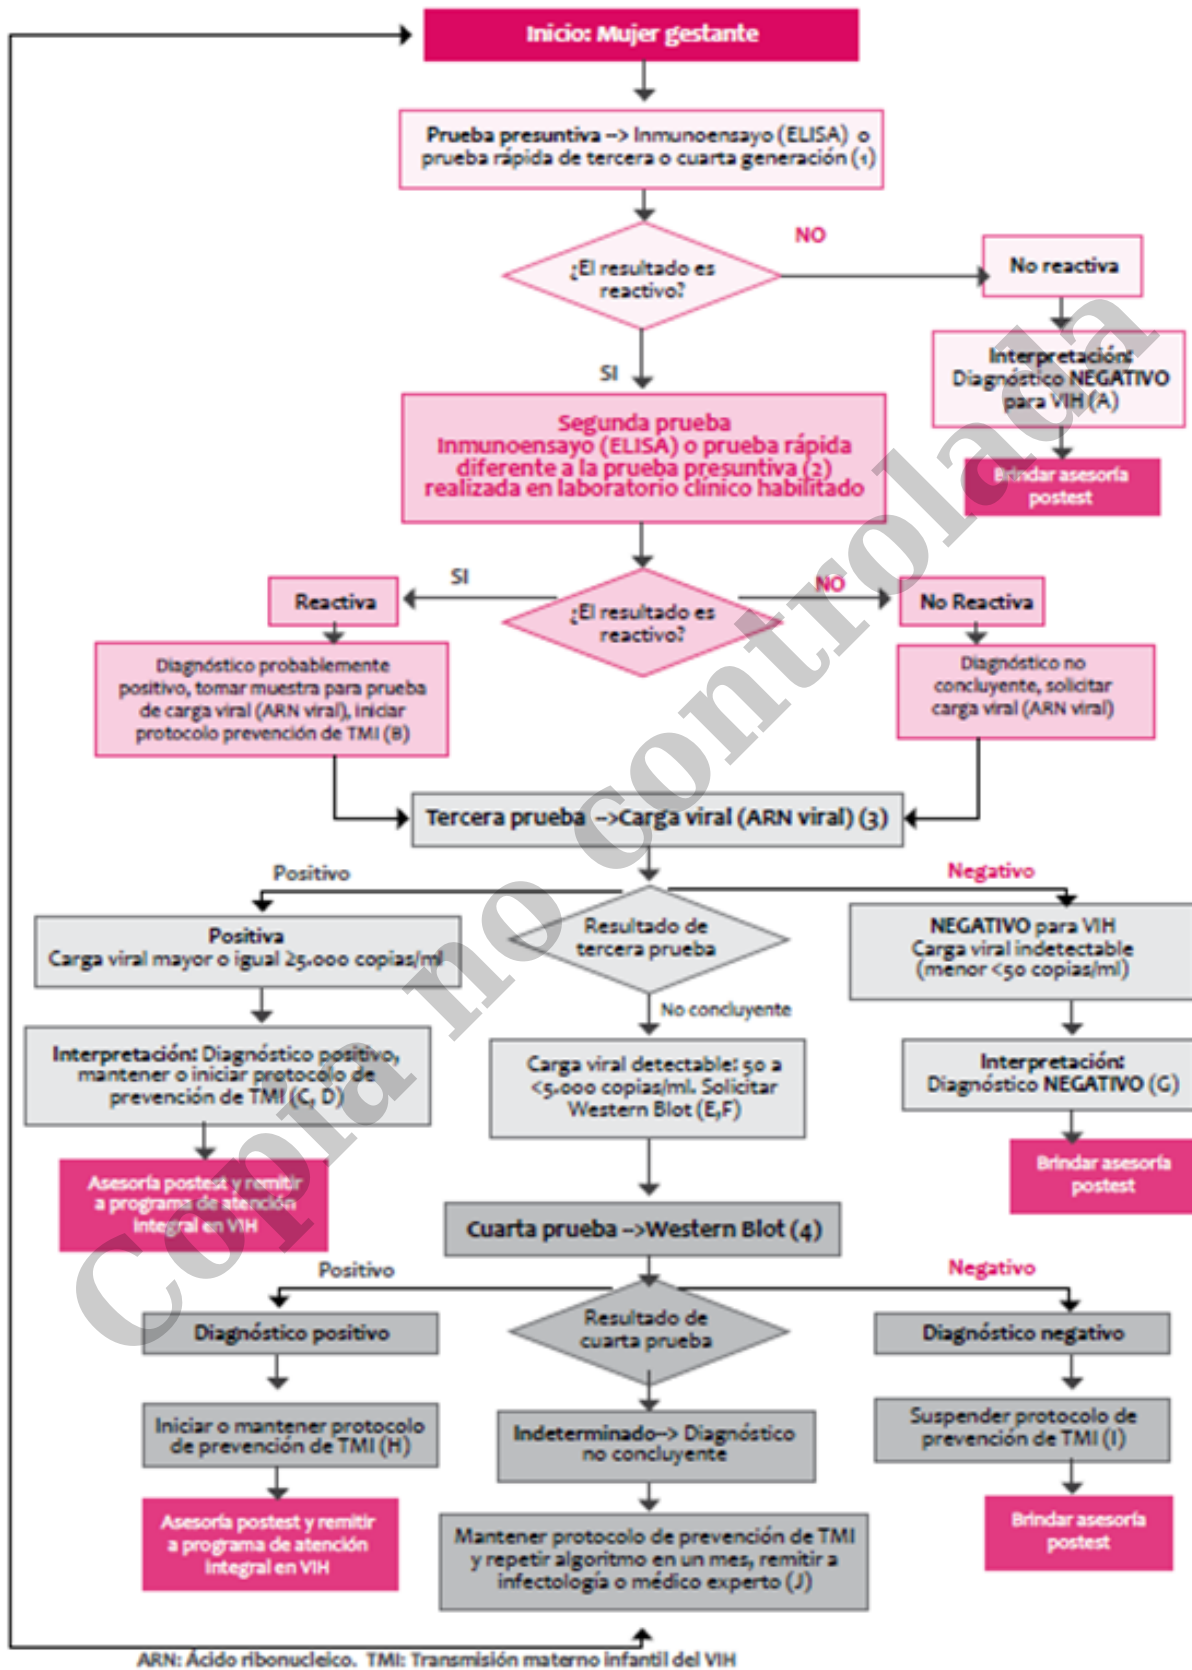 Inicio: Mujer gestante
Prueba presuntiva --> Inmunoensayo (ELISA) o
prueba rápida de tercera o cuarta generación (1)
¿El resultado es
reactivo?
NO
No reactiva
Interpretación:
Diagnóstico NEGATIVO
para VIH (A)
Brindar asesoría
postest
SI
Segunda prueba
Inmunoensayo (ELISA) o prueba rápida
diferente a la prueba presuntiva (2)
realizada en laboratorio clínico habilitado
¿El resultado es
reactivo?
SI
Reactiva
NO
No Reactiva
Diagnóstico probablemente
positivo, tomar muestra para prueba
de carga viral (ARN viral), iniciar
protocolo prevención de TMI (B)
Diagnóstico no
concluyente, solicitar
carga viral (ARN viral)
Tercera prueba -->Carga viral (ARN viral) (3)
Positivo
Negativo
Resultado de
tercera prueba
Positiva
Carga viral mayor o igual ≥5.000 copias/ml
NEGATIVO para VIH
Carga viral indetectable
(menor <50 copias/ml)
No concluyente
Interpretación: Diagnóstico positivo,
mantener o iniciar protocolo de
prevención de TMI (C, D)
Carga viral detectable: 50 a
<5.000 copias/ml. Solicitar
Western Blot (E,F)
Interpretación:
Diagnóstico NEGATIVO (G)
Asesoría postest y remitir
a programa de atención
integral en VIH
Brindar asesoría
postest
Cuarta prueba -->Western Blot (4)
Positivo
Negativo
Resultado de
cuarta prueba
Diagnóstico positivo
Diagnóstico negativo
Iniciar o mantener protocolo
de prevención de TMI (H)
Indeterminado--> Diagnóstico
no concluyente
Suspender protocolo de
prevención de TMI (I)
Asesoría postest y remitir
a programa de atención
integral en VIH
Mantener protocolo de prevención de TMI
y repetir algoritmo en un mes, remitir a
infectología o médico experto (J)
Brindar asesoría
postest
ARN: Ácido ribonucleico. TMI: Transmisión materno infantil del VIH
Copia no controlada